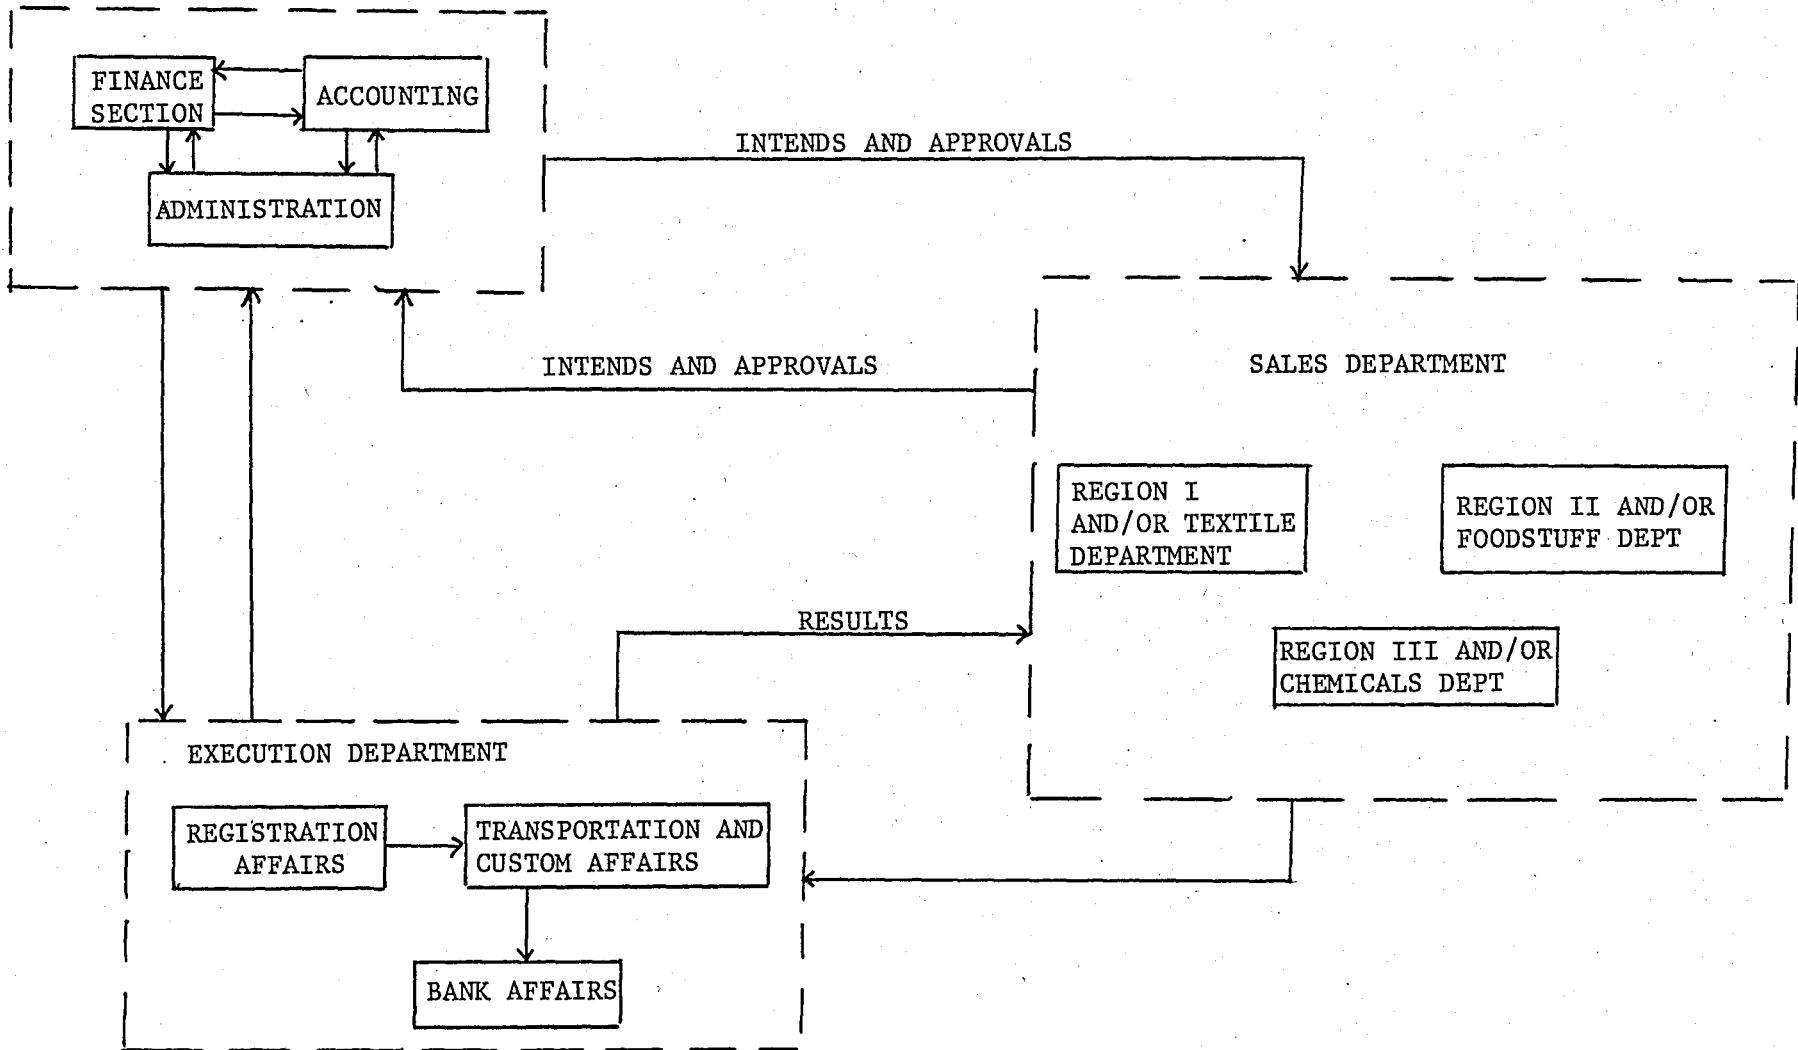 FINANCE
SECTION
ACCOUNTING
ADMINISTRATION
INTENDS AND APPROVALS
INTENDS AND APPROVALS
SALES DEPARTMENT
REGION I
AND/OR TEXTILE
DEPARTMENT
REGION II AND/OR
FOODSTUFF DEPT
RESULTS
REGION III AND/OR
CHEMICALS DEPT
EXECUTION DEPARTMENT
REGISTRATION
AFFAIRS
TRANSPORTATION AND
CUSTOM AFFAIRS
BANK AFFAIRS